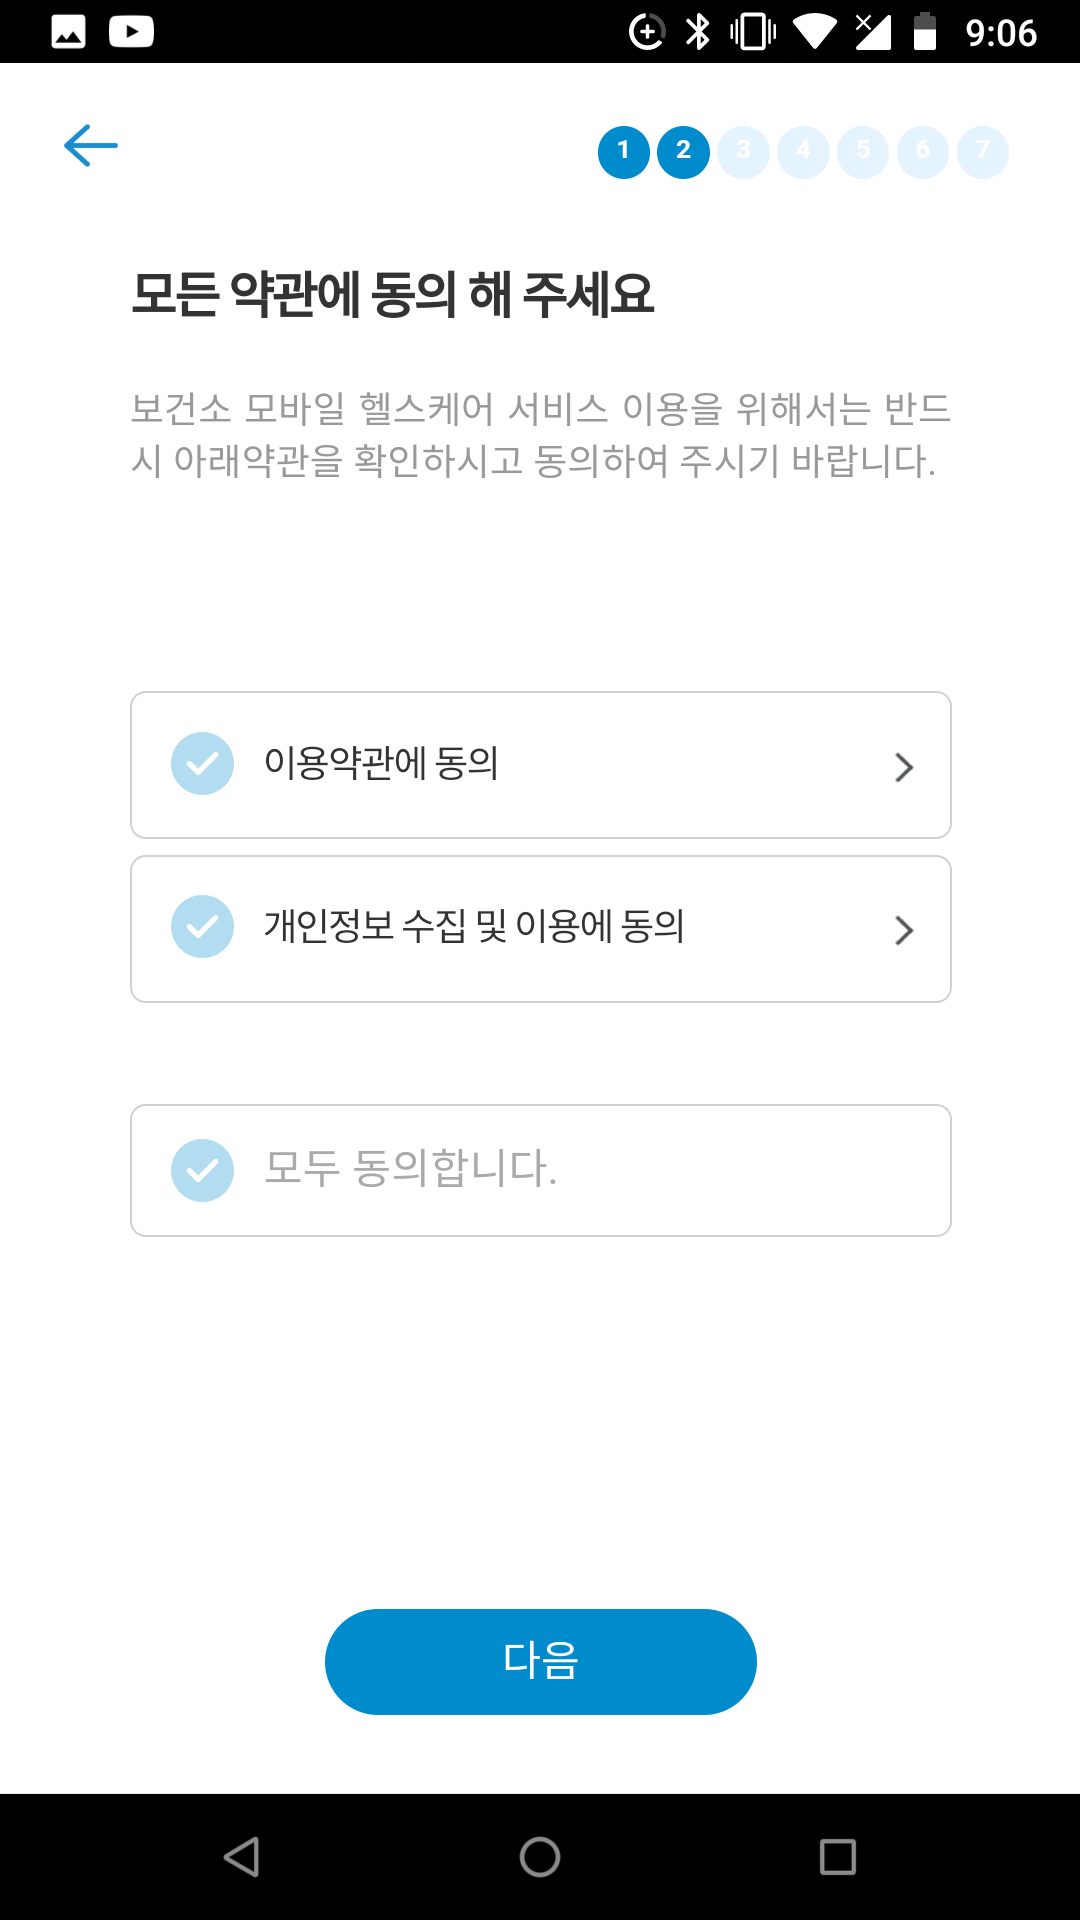 9:06
1 2 3 4 5 6 7
모든 약관에 동의 해 주세요
보건소 모바일 헬스케어 서비스 이용을 위해서는 반드
시 아래약관을 확인하시고 동의하여 주시기 바랍니다.
이용약관에 동의
개인정보 수집 및 이용에 동의
모두 동의합니다.
다음